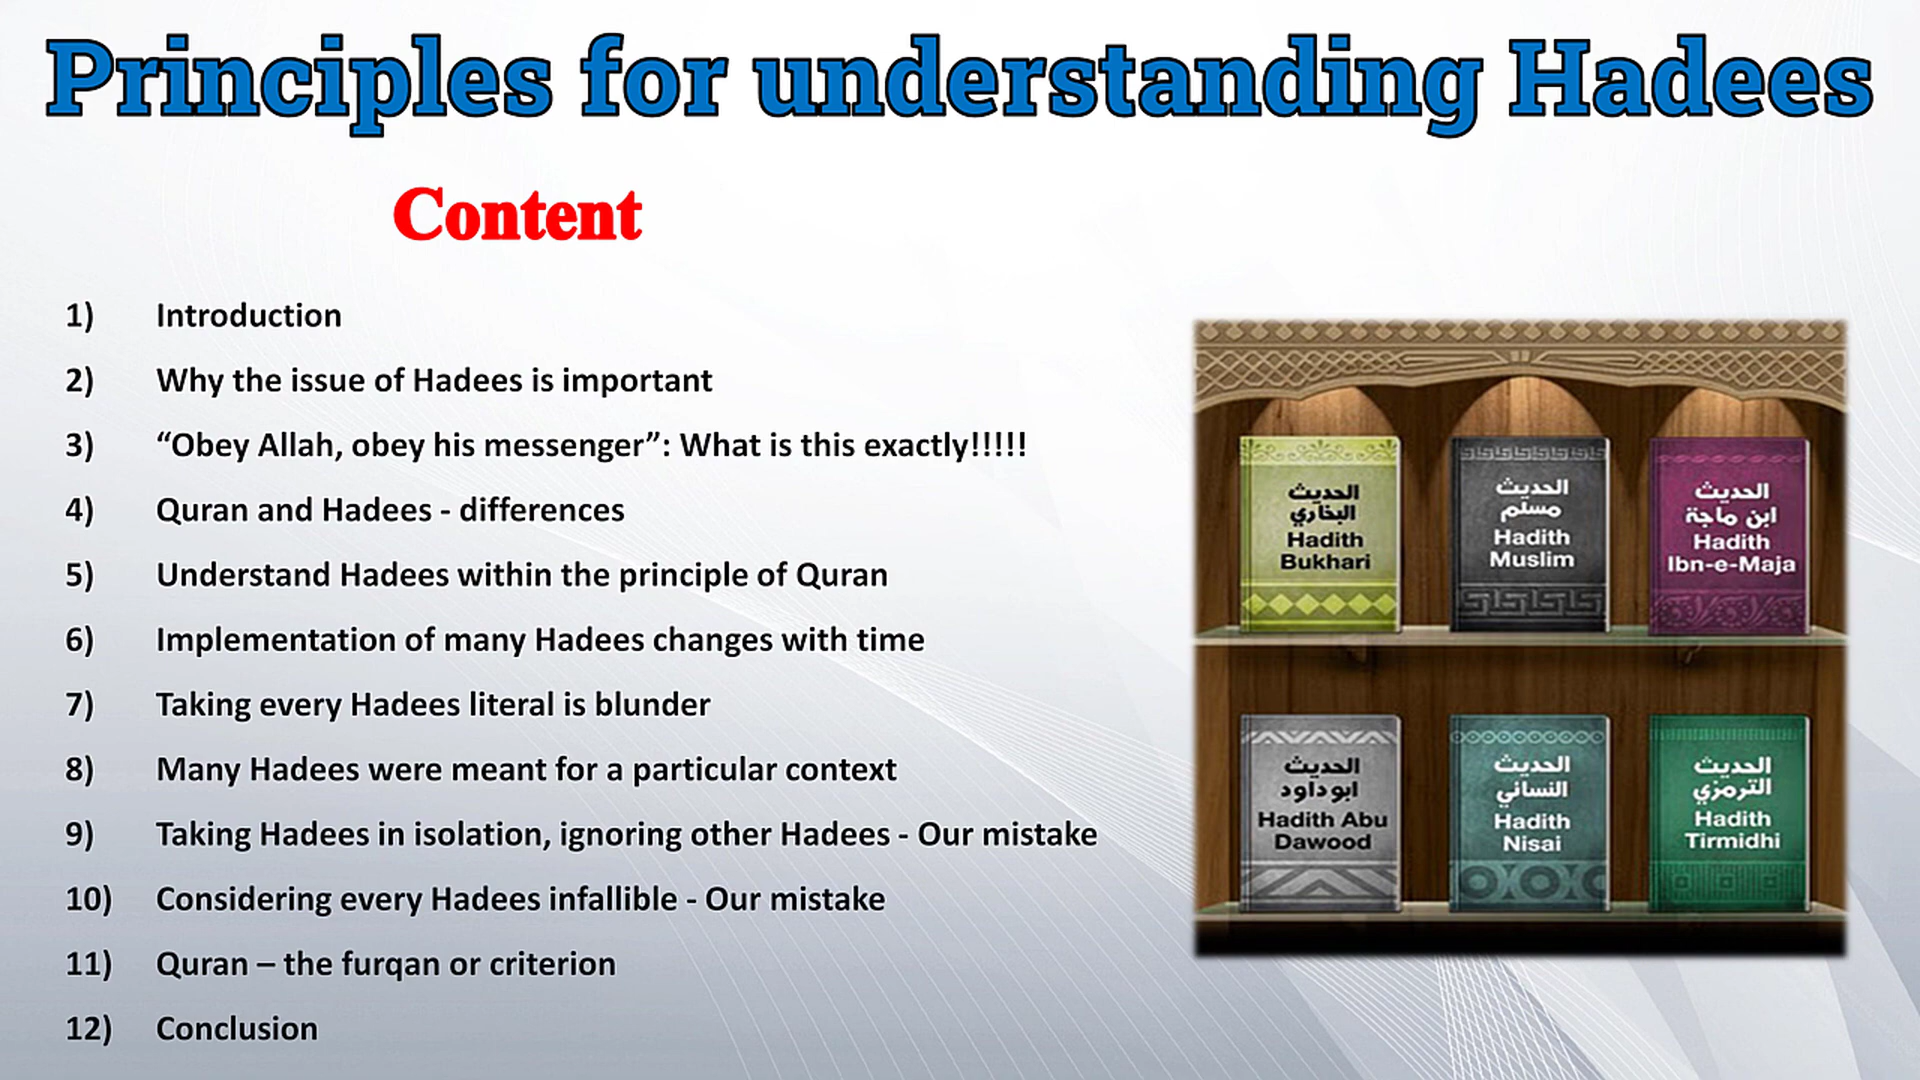 Principles for understanding Hadees
Content
1) Introduction
2) Why the issue of Hadees is important
3) “Obey Allah, obey his messenger”: What is this exactly!!!!!
4) Quran and Hadees - differences
5) Understand Hadees within the principle of Quran
6) Implementation of many Hadees changes with time
7) Taking every Hadees literal is blunder
8) Many Hadees were meant for a particular context
9) Taking Hadees in isolation, ignoring other Hadees - Our mistake
10) Considering every Hadees infallible - Our mistake
11) Quran – the furqan or criterion
12) Conclusion
الحديث
البخاري
Hadith
Bukhari
الحديث
مسلم
Hadith
Muslim
الحديث
ابن ماجة
Hadith
Ibn-e-Maja
الحديث
ابوداود
Hadith Abu
Dawood
الحديث
النسائي
Hadith
Nisai
الحديث
الترمزي
Hadith
Tirmidhi